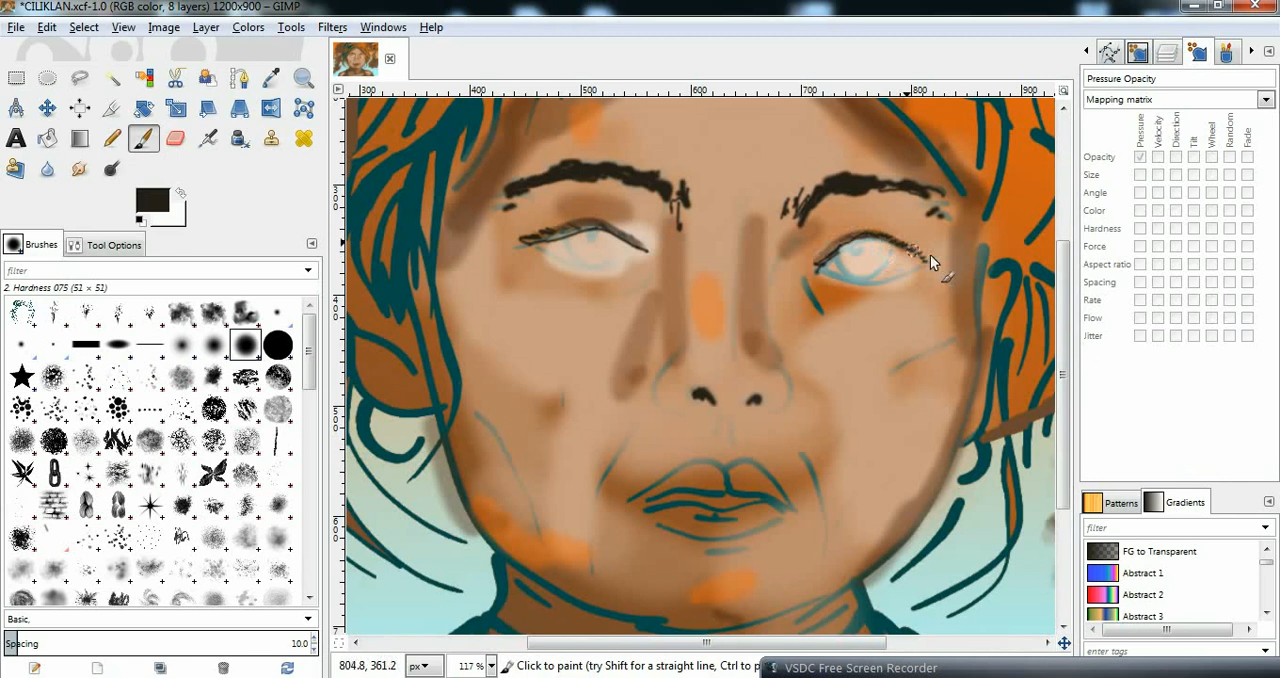 *CILIKLAN.xcf-1.0 (RGB color, 8 layers) 1200x900 – GIMP
File Edit Select View Image Layer Colors Tools Filters Windows Help
300 400 500 600 700 800 900
Pressure Opacity
Mapping matrix
Pressure Velocity Direction Tilt Wheel Random Fade
Opacity
Size
Angle
Color
Hardness
Force
Aspect ratio
Spacing
Rate
Flow
Jitter
Brushes Tool Options
filter
2. Hardness 075 (51 × 51)
Basic,
Spacing 10.0
Patterns Gradients
filter
FG to Transparent
Abstract 1
Abstract 2
Abstract 3
enter tags
804.8, 361.2 px 117 % Click to paint (try Shift for a straight line, Ctrl to p
VSDC Free Screen Recorder